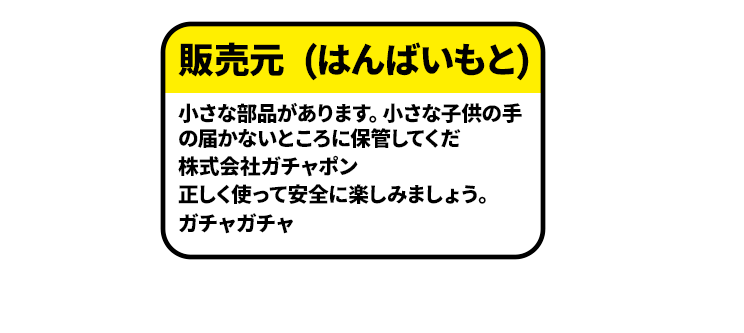 販売元（はんばいもと）
小さな部品があります。小さな子供の手
の届かないところに保管してくだ
株式会社ガチャポン
正しく使って安全に楽しみましょう。
ガチャガチャ